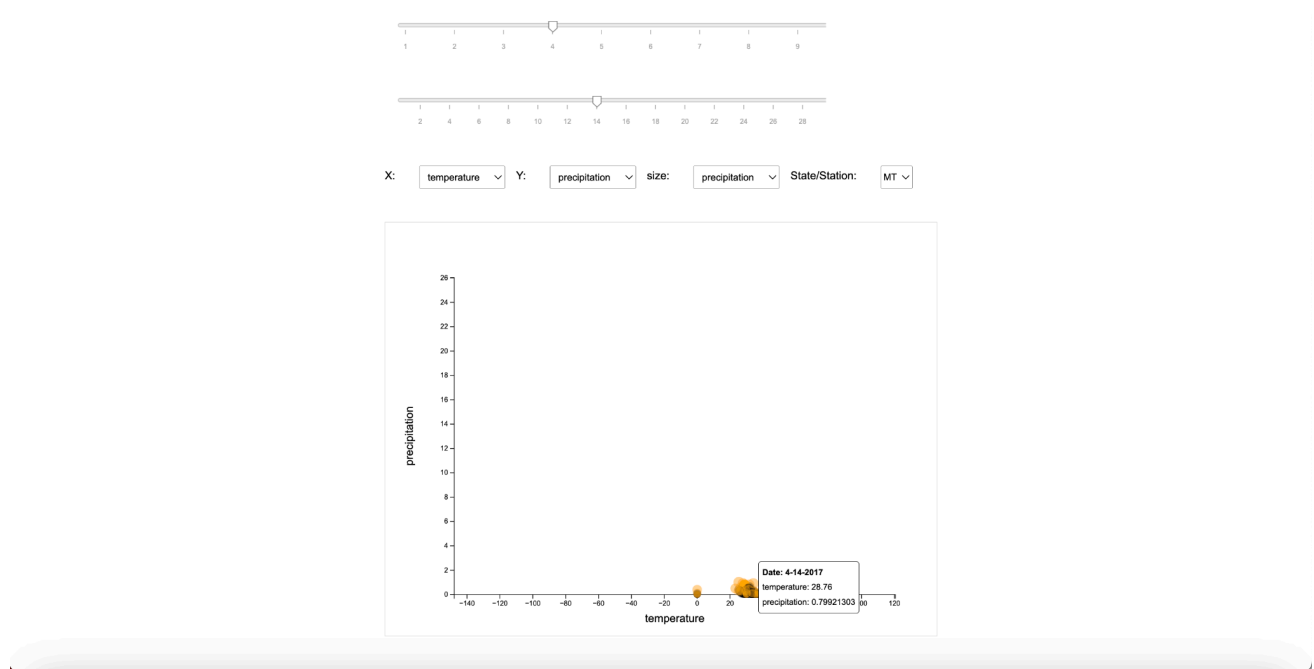 1 2 3 4 5 6 7 8 9
2 4 6 8 10 12 14 16 18 20 22 24 26 28
X: temperature Y: precipitation size: precipitation State/Station: MT
26
24
22
20
18
16
14
12
10
8
6
4
2
0
precipitation
Date: 4-14-2017
temperature: 28.76
precipitation: 0.79921303
−140 −120 −100 −80 −60 −40 −20 0 20 00 120
temperature